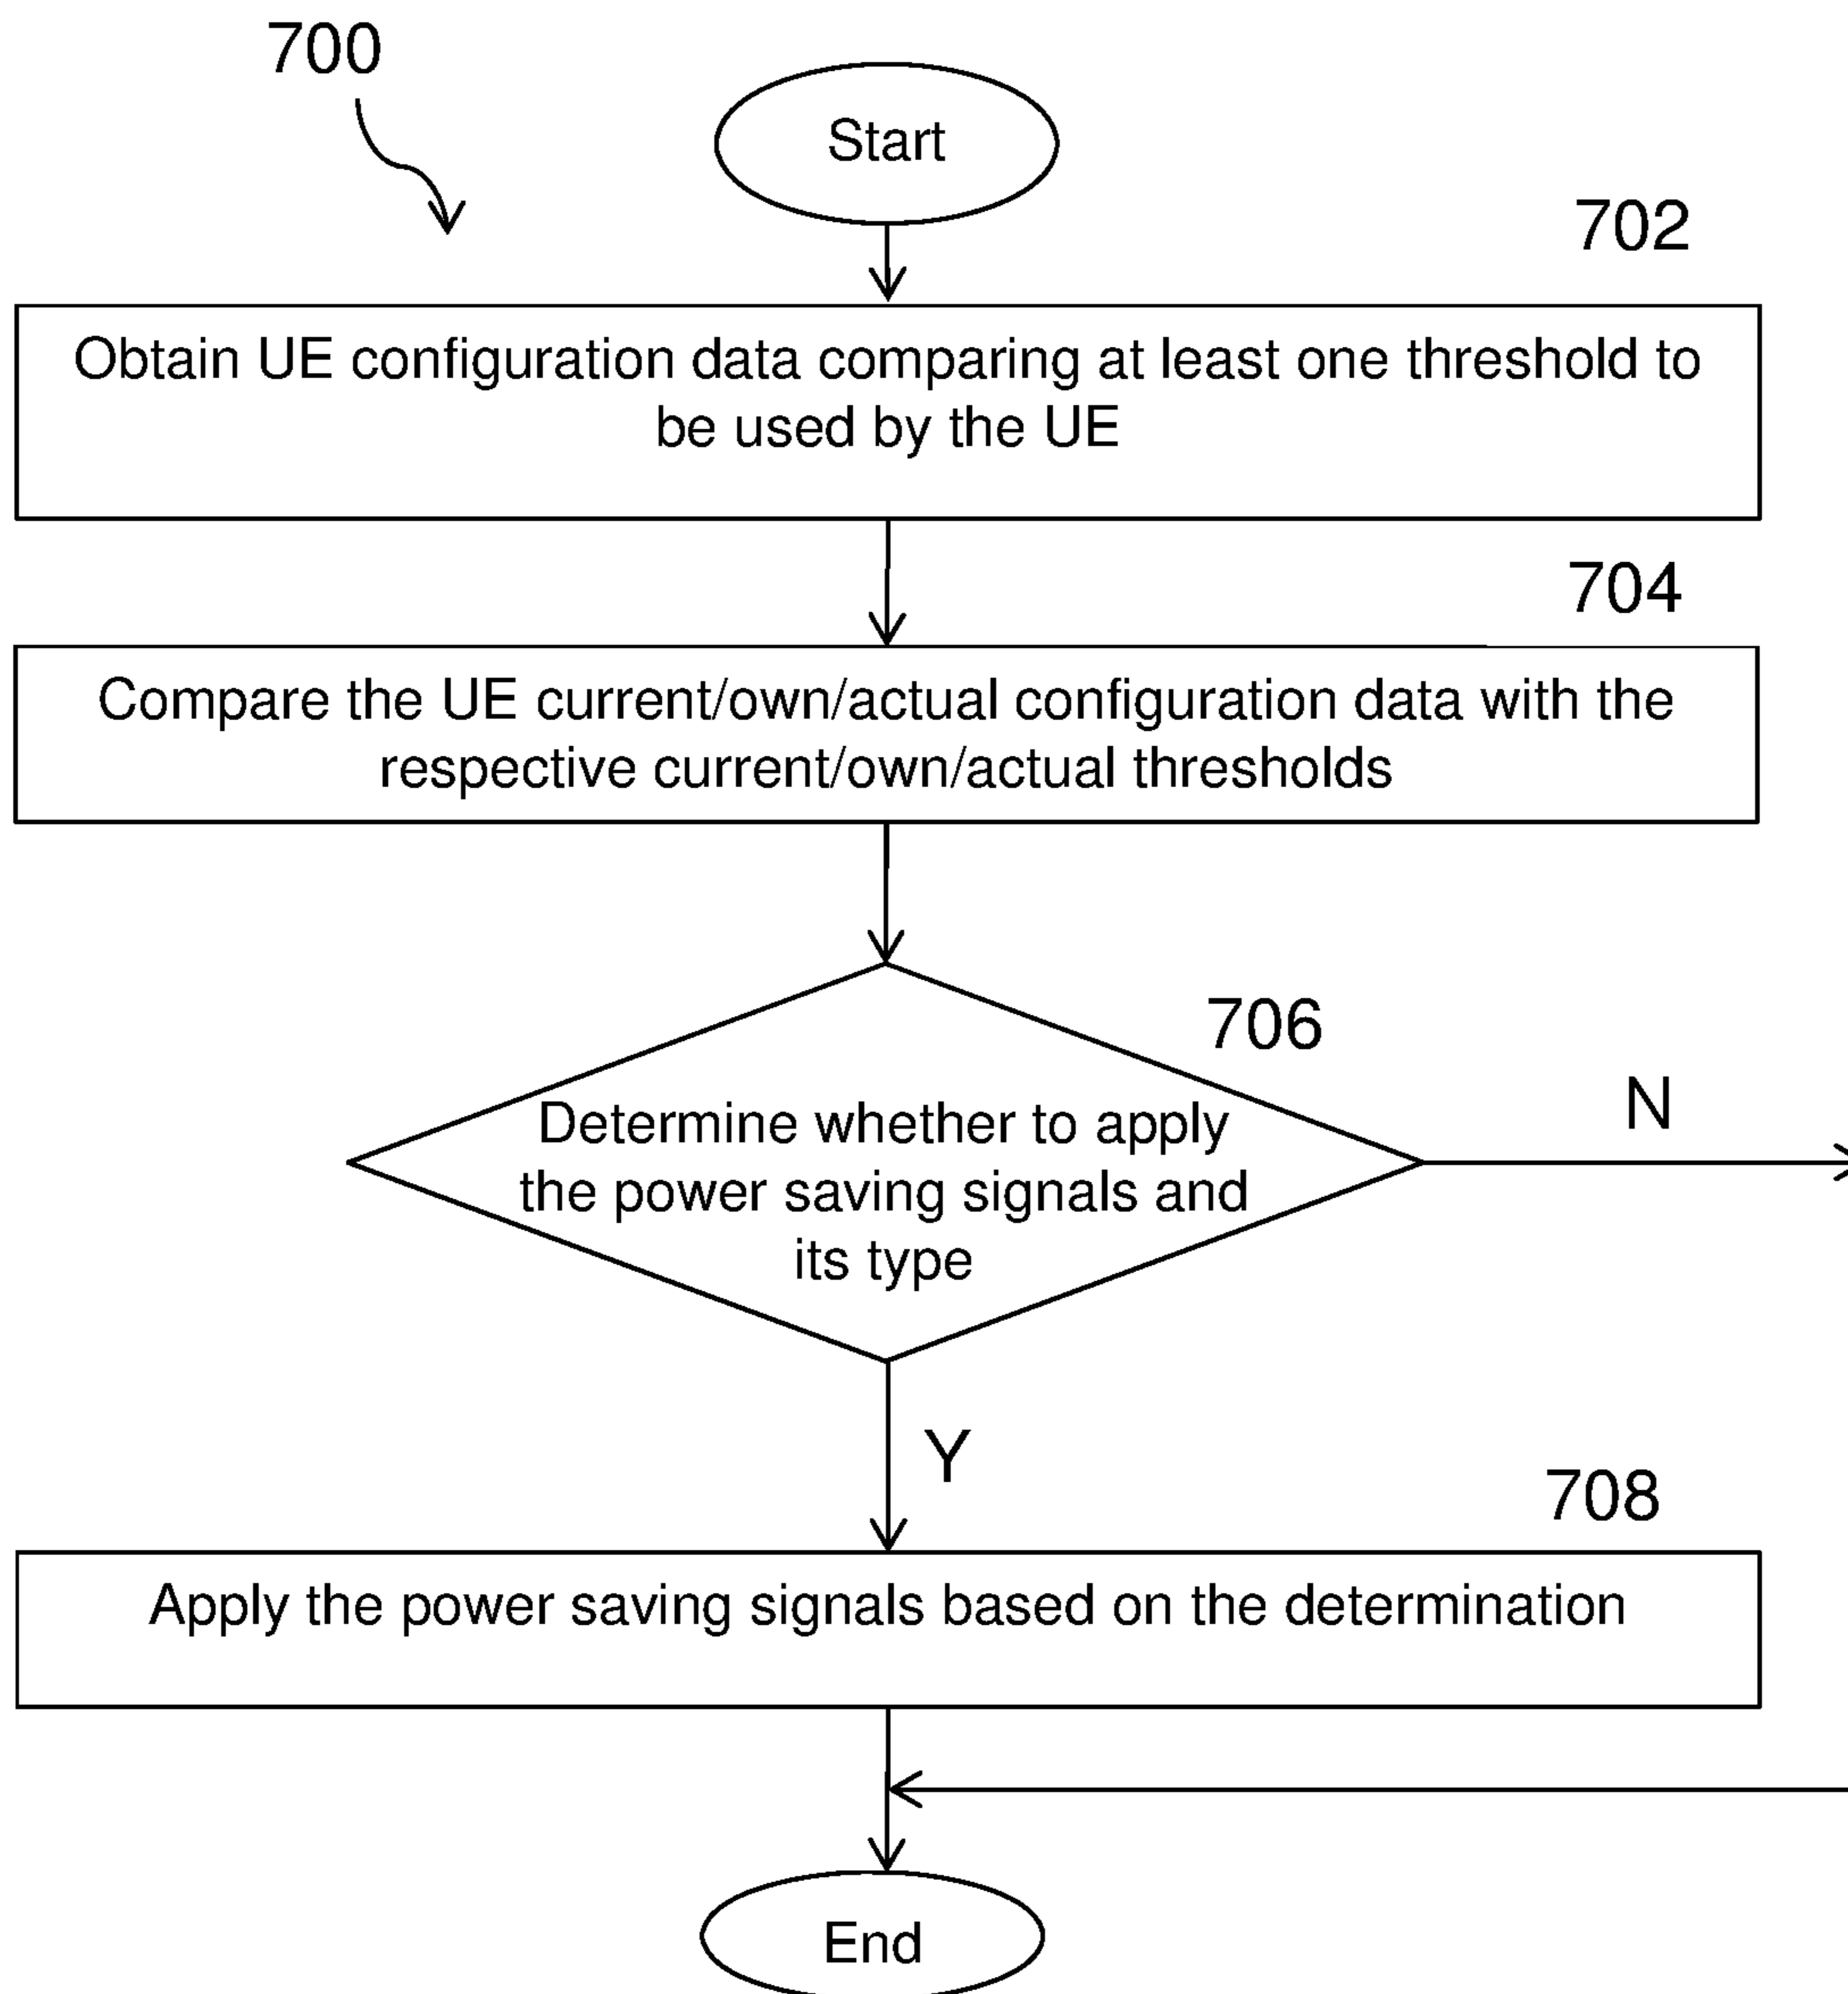 700
Start
702
Obtain UE configuration data comparing at least one threshold to
be used by the UE
704
Compare the UE current/own/actual configuration data with the
respective current/own/actual thresholds
706
Determine whether to apply
the power saving signals and
its type
N
Y
708
Apply the power saving signals based on the determination
End